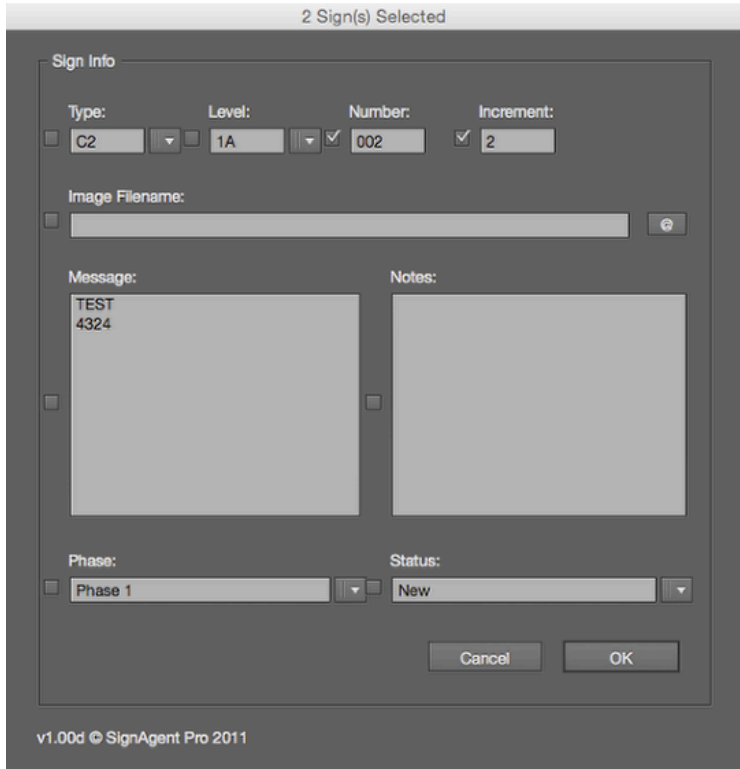 2 Sign(s) Selected
Sign Info
Type: Level: Number: Increment:
C2 1A 002 2
Image Filename:
Message: Notes:
TEST
4324
Phase: Status:
Phase 1 New
Cancel OK
v1.00d © SignAgent Pro 2011